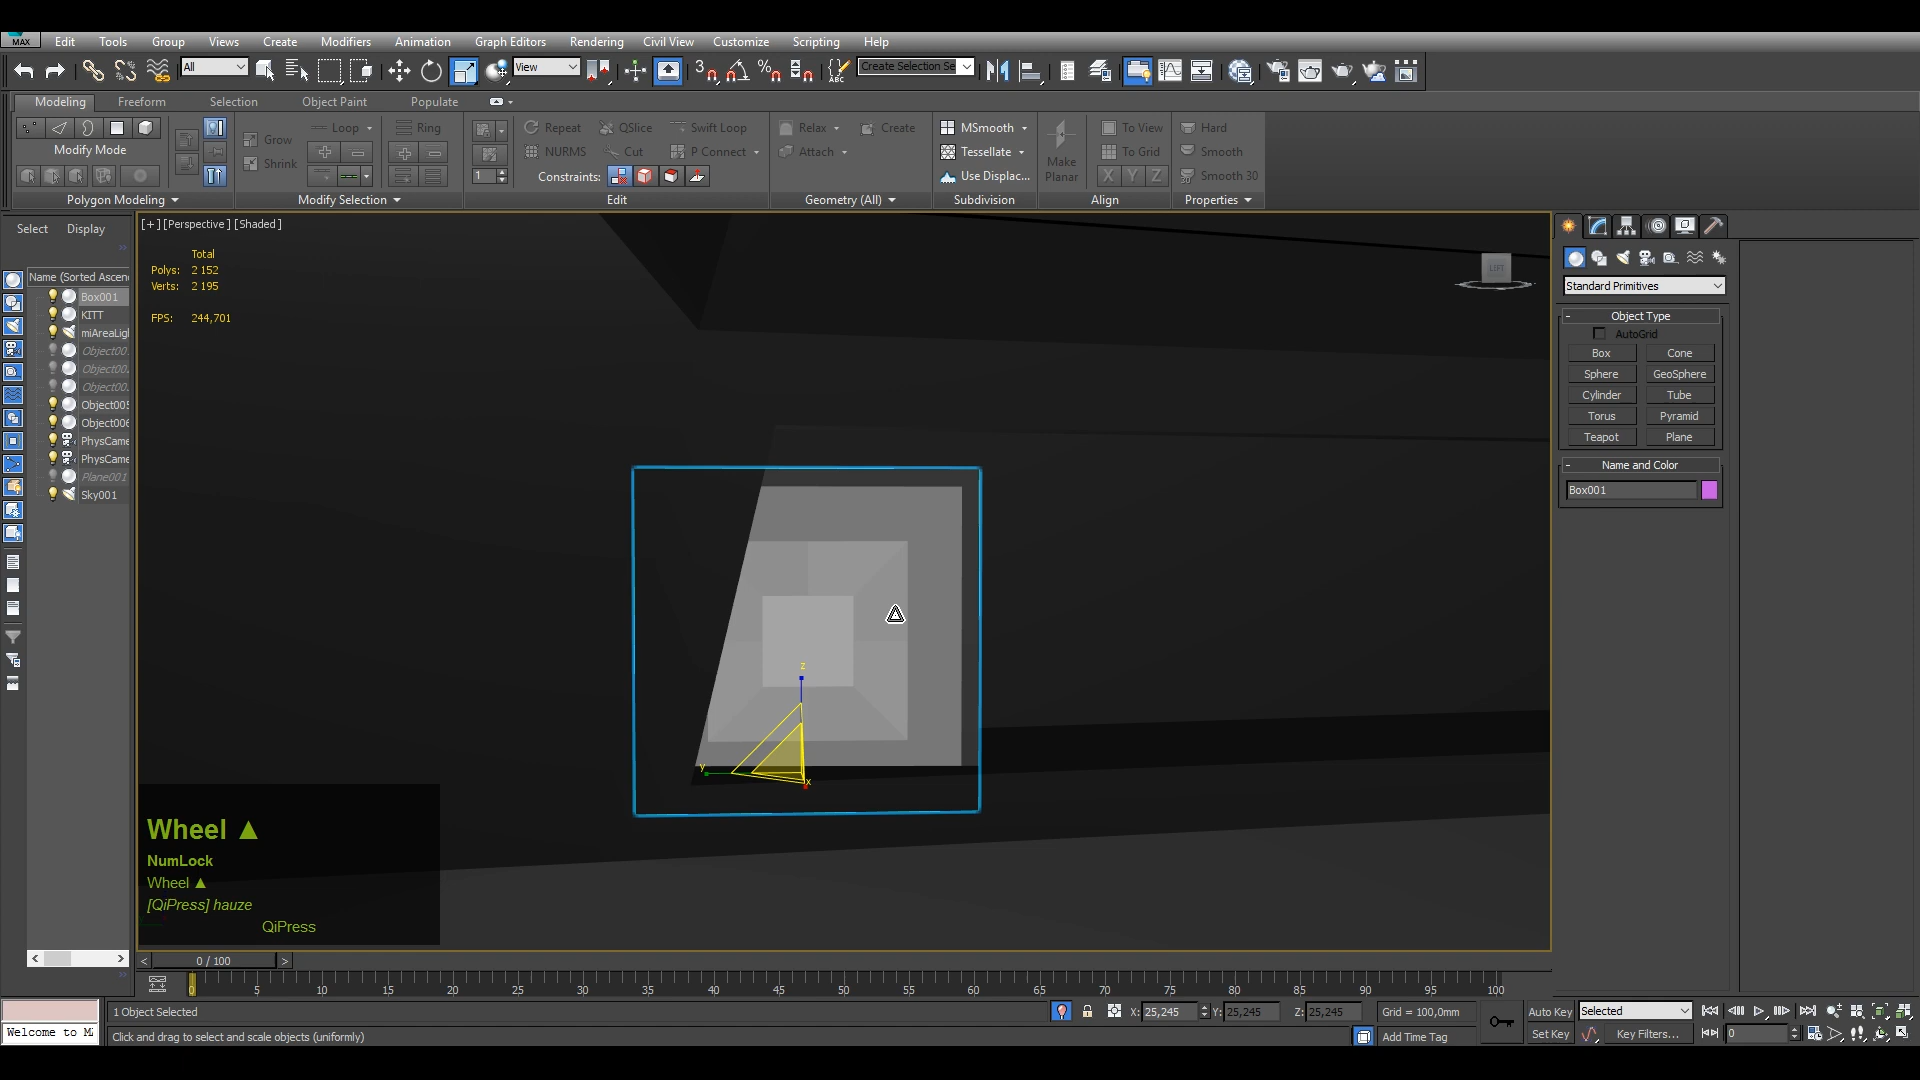 MAX Edit Tools Group Views Create Modifiers Animation Graph Editors Rendering Civil View Customize Scripting Help
All View 3 ABC Create Selection Se
Modeling Freeform Selection Object Paint Populate
Modify Mode
Polygon Modeling
Grow Loop Ring
Shrink
Modify Selection
Repeat QSlice Swift Loop
NURMS Cut P Connect
1 Constraints:
Edit
Relax Create
Attach
Geometry (All)
MSmooth
Tessellate
Use Displac...
Subdivision
Make Planar
To View
To Grid
X Y Z
Align
Hard
Smooth
Smooth 30
Properties
Select Display
Name (Sorted Ascen
Box001
KITT
miAreaLigh
Object00
Object00
Object00
Object005
Object006
PhysCame
PhysCame
Plane001
Sky001
[+] [Perspective] [Shaded]
Total
Polys: 2 152
Verts: 2 195
FPS: 244,701
LEFT
z
y
x
Wheel ▲
NumLock
Wheel ▲
[QiPress] hauze
QiPress
Standard Primitives
- Object Type
AutoGrid
Box Cone
Sphere GeoSphere
Cylinder Tube
Torus Pyramid
Teapot Plane
- Name and Color
Box001
< >
< 0 / 100 >
0 5 10 15 20 25 30 35 40 45 50 55 60 65 70 75 80 85 90 95 100
1 Object Selected X: 25,245 Y: 25,245 Z: 25,245 Grid = 100,0mm Auto Key Selected
Welcome to M Click and drag to select and scale objects (uniformly) Add Time Tag Set Key Key Filters... 0